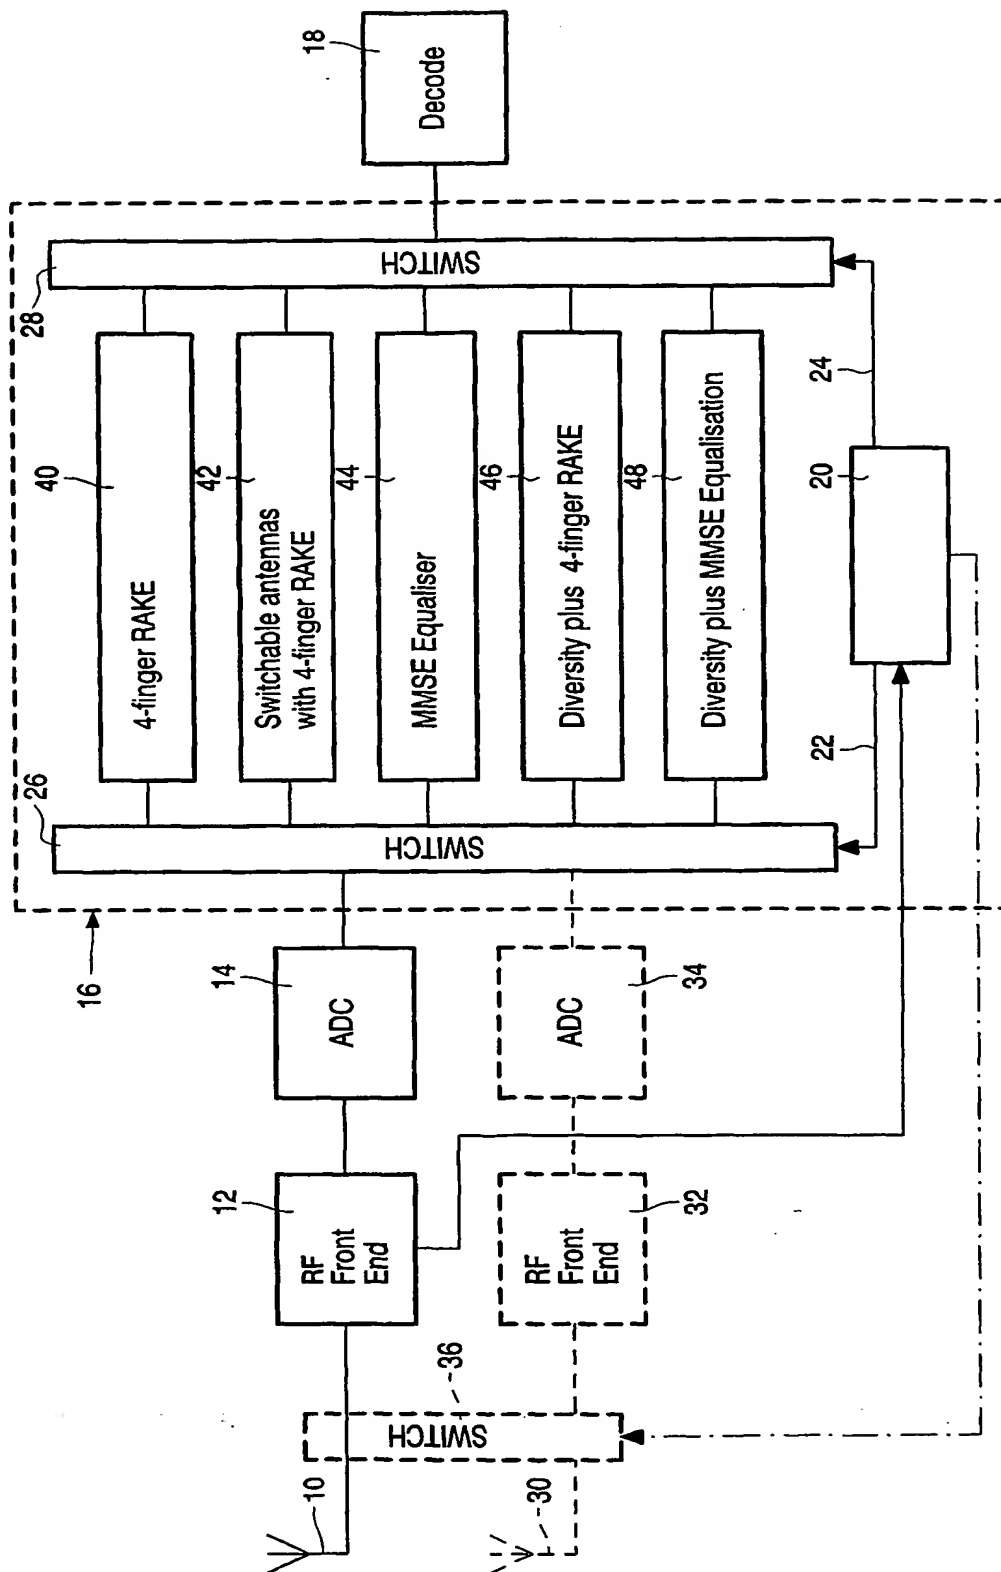 10
30
SWITCH
36
12
RF
Front
End
32
RF
Front
End
14
ADC
34
ADC
16
26
SWITCH
40
4-finger RAKE
42
Switchable antennas
with 4-finger RAKE
44
MMSE Equaliser
46
Diversity plus 4-finger RAKE
48
Diversity plus MMSE Equalisation
22
20
24
28
SWITCH
18
Decode